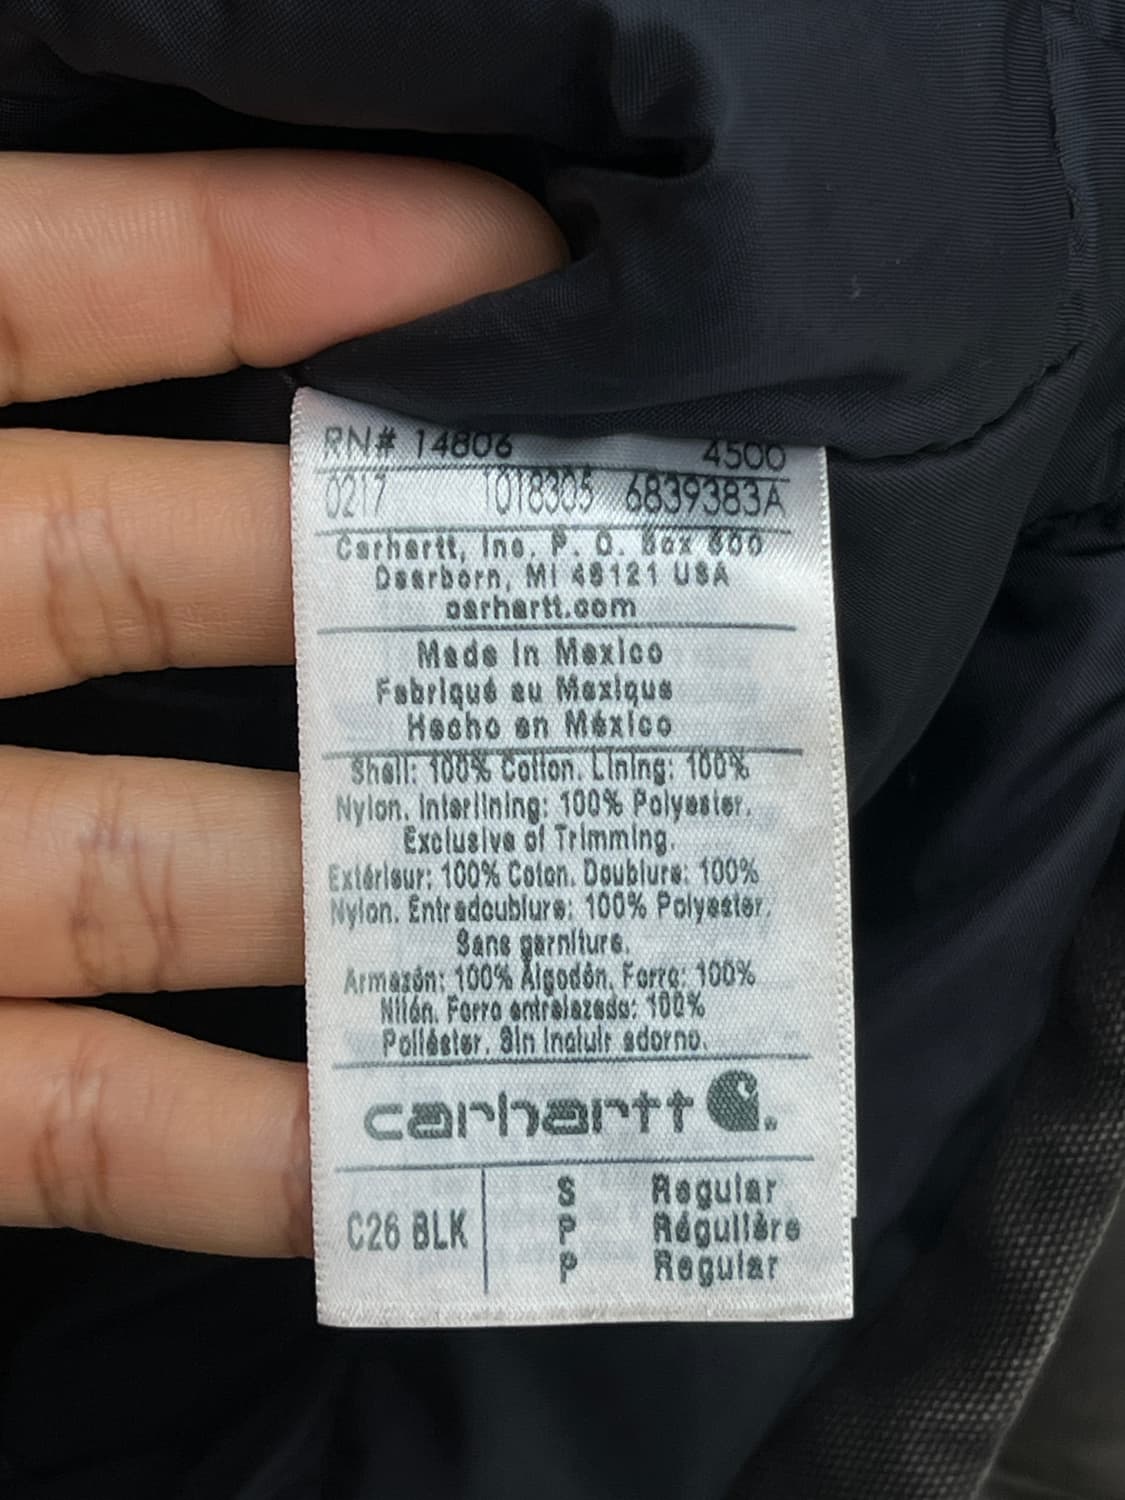 RN# 14806 4500
0217 1018305 6839383A
Carhartt, Inc. P. O. Box 600
Dearborn, MI 48121 USA
carhartt.com
Made in Mexico
Fabriqué au Mexique
Hecho en México
Shell: 100% Cotton. Lining: 100%
Nylon. Interlining: 100% Polyester.
Exclusive of Trimming.
Extérieur: 100% Coton. Doublure: 100%
Nylon. Entredoublure: 100% Polyester.
Sans garniture.
Armazón: 100% Algodón. Forro: 100%
Nilón. Forro entrelazado: 100%
Poliéster. Sin incluir adorno.
carhartt
C26 BLK S Regular
P Régulière
P Regular